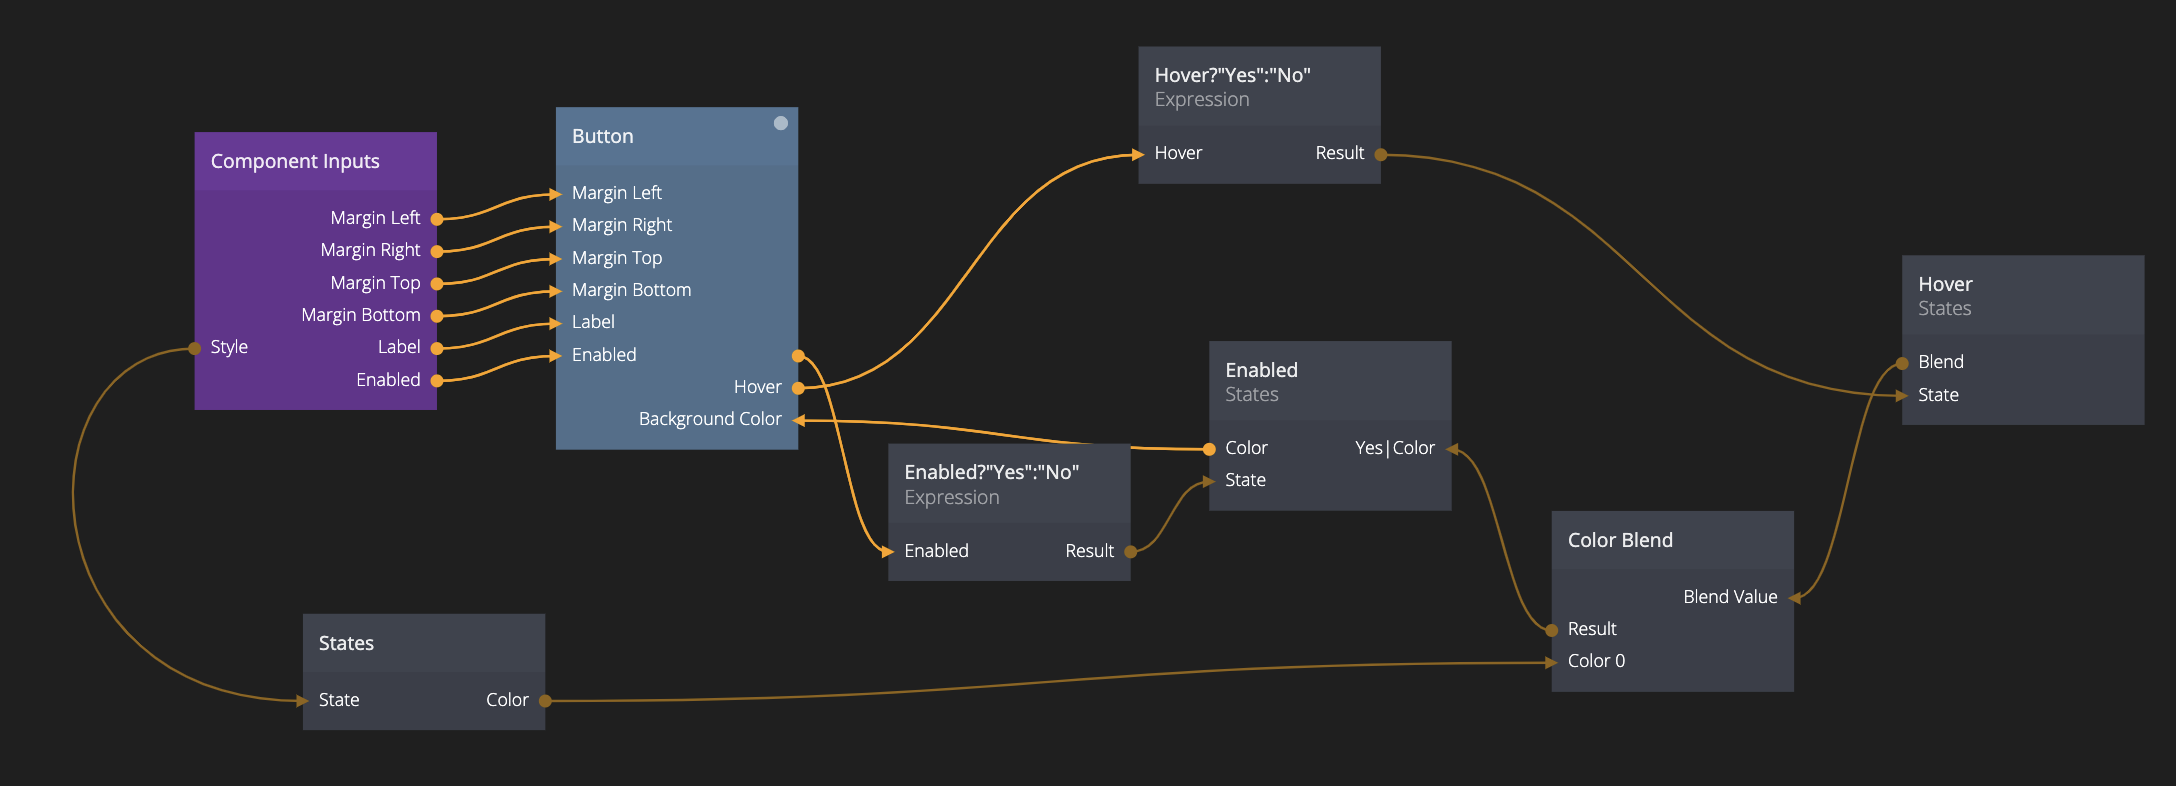 Component Inputs
Margin Left
Margin Right
Margin Top
Margin Bottom
Style Label
Enabled
Button
Margin Left
Margin Right
Margin Top
Margin Bottom
Label
Enabled
Hover
Background Color
Hover?"Yes":"No"
Expression
Hover Result
Hover
States
Blend
State
Enabled
States
Color Yes|Color
State
Enabled?"Yes":"No"
Expression
Enabled Result
Color Blend
Blend Value
Result
Color 0
States
State Color